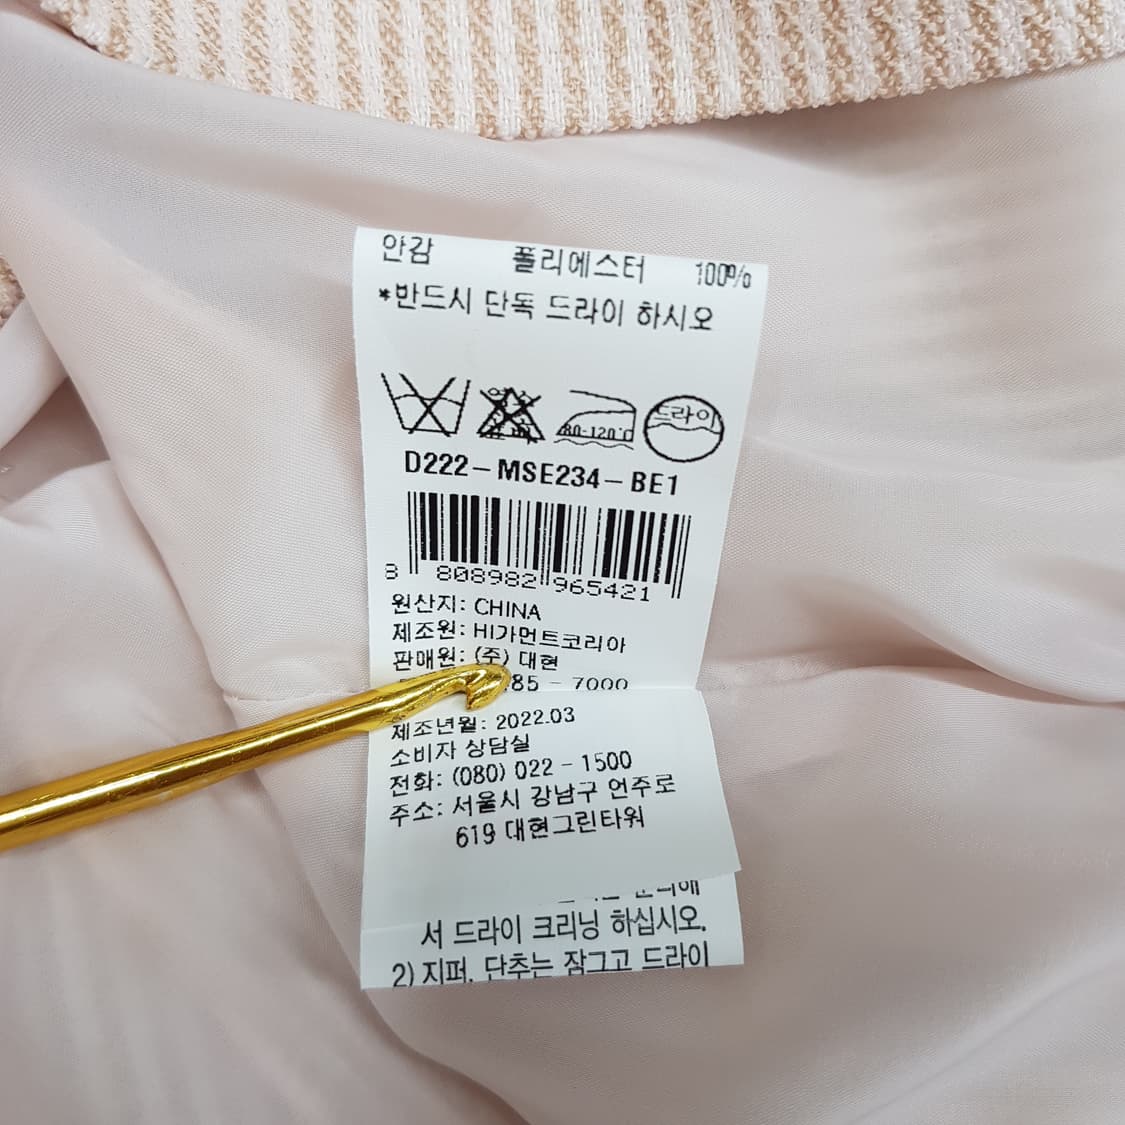 안감 폴리에스터 100%
*반드시 단독 드라이 하시오
80-120℃ 드라이
D222-MSE234-BE1
8 808982 965421
원산지: CHINA
제조원: HI가먼트코리아
판매원: (주) 대현
85 - 7000
제조년월: 2022.03
소비자 상담실
전화: (080) 022 - 1500
주소: 서울시 강남구 언주로
619 대현그린타워
서 드라이 크리닝 하십시오.
2) 지퍼, 단추는 잠그고 드라이